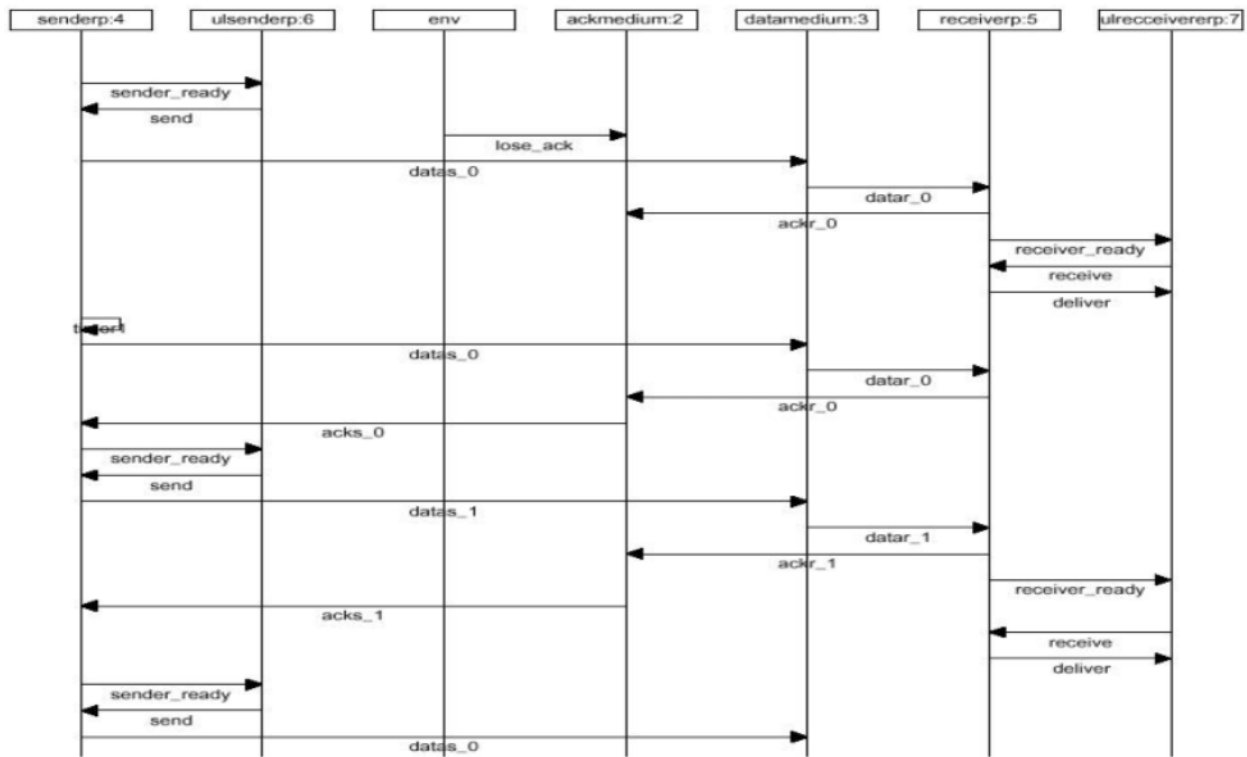 senderp:4 ulsenderp:6 env ackmedium:2 datamedium:3 receiverp:5 ulrecceivererp:7
sender_ready
send
lose_ack
datas_0
datar_0
ackr_0
receiver_ready
receive
deliver
timer1
datas_0
datar_0
ackr_0
acks_0
sender_ready
send
datas_1
datar_1
ackr_1
receiver_ready
acks_1
receive
deliver
sender_ready
send
datas_0